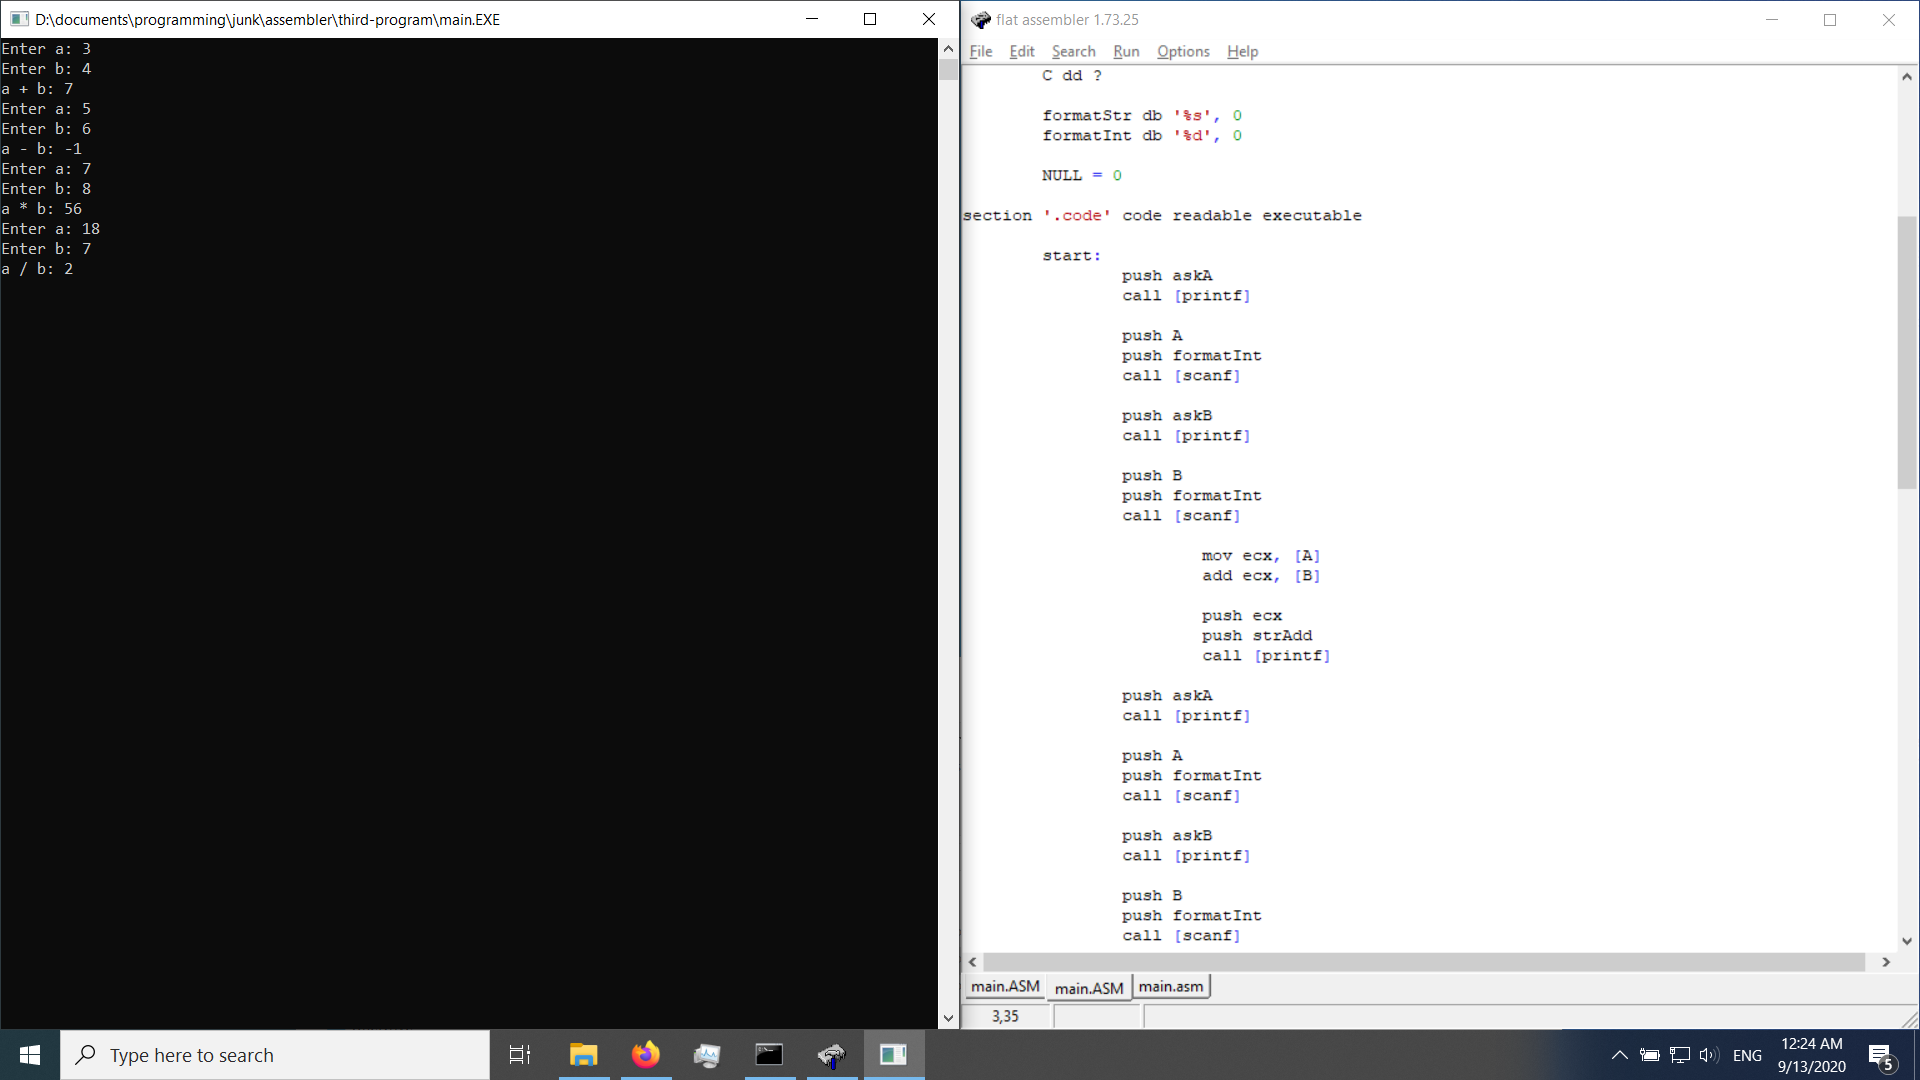 D:\documents\programming\junk\assembler\third-program\main.EXE
Enter a: 3
Enter b: 4
a + b: 7
Enter a: 5
Enter b: 6
a - b: -1
Enter a: 7
Enter b: 8
a * b: 56
Enter a: 18
Enter b: 7
a / b: 2
flat assembler 1.73.25
File Edit Search Run Options Help
C dd ?
formatStr db '%s', 0
formatInt db '%d', 0
NULL = 0
section '.code' code readable executable
start:
push askA
call [printf]
push A
push formatInt
call [scanf]
push askB
call [printf]
push B
push formatInt
call [scanf]
mov ecx, [A]
add ecx, [B]
push ecx
push strAdd
call [printf]
push askA
call [printf]
push A
push formatInt
call [scanf]
push askB
call [printf]
push B
push formatInt
call [scanf]
main.ASM main.ASM main.asm
3,35
Type here to search
ENG
12:24 AM
9/13/2020
5